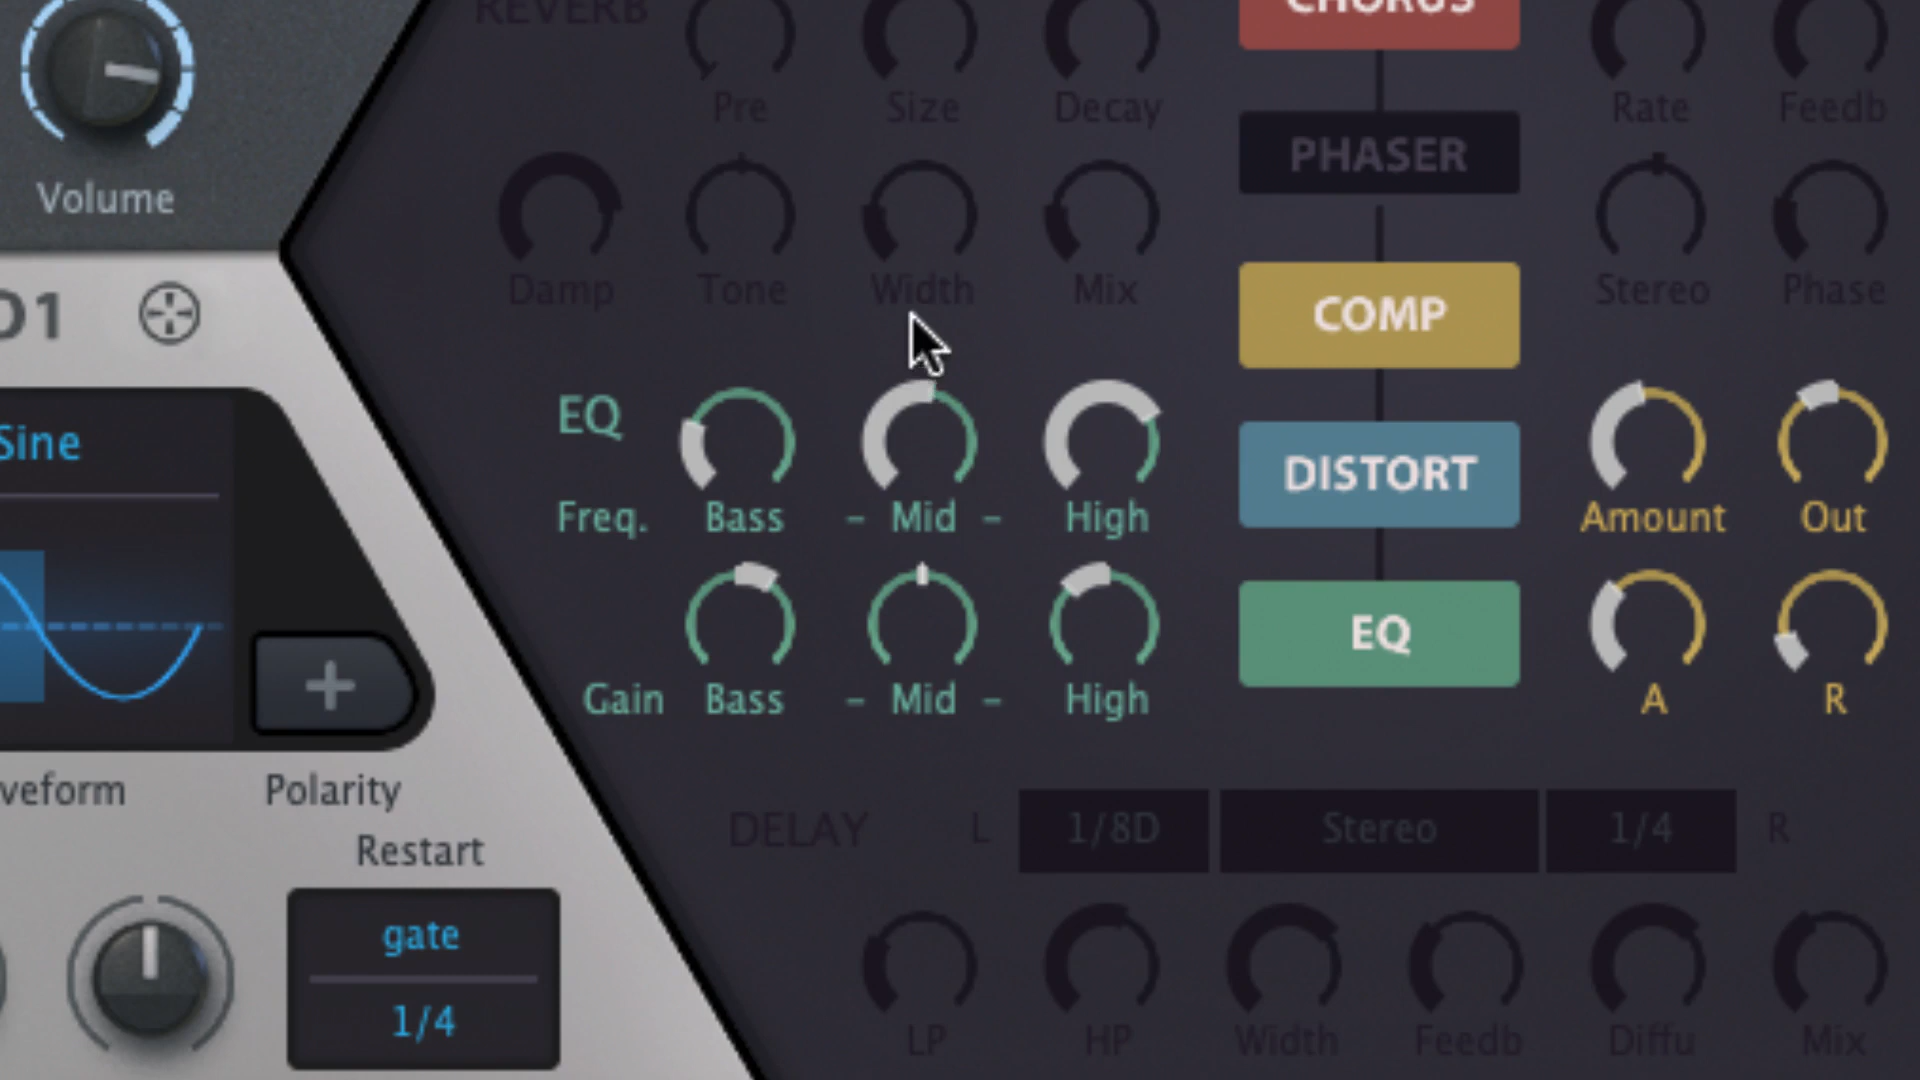 REVERB
CHORUS
Pre Size Decay Rate Feedb
PHASER
Volume
Damp Tone Width Mix Stereo Phase
COMP
EQ
Sine
DISTORT
Freq. Bass - Mid - High Amount Out
EQ
Gain Bass - Mid - High A R
Polarity
DELAY L 1/8D Stereo 1/4 R
Restart
gate
1/4
LP HP Width Feedb Diffu Mix